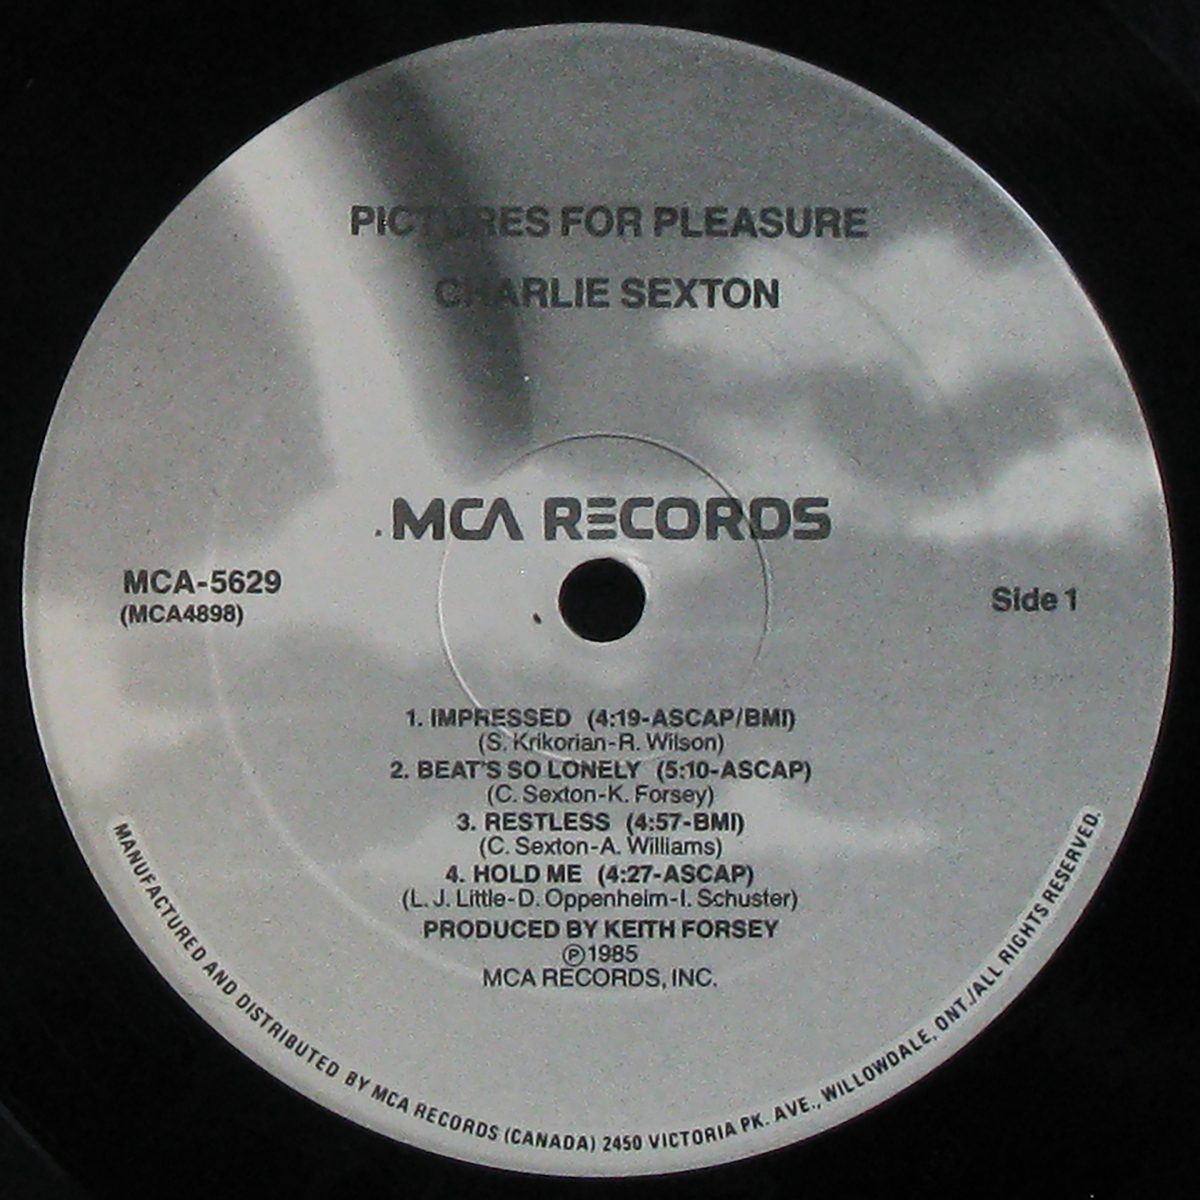 PICTURES FOR PLEASURE
CHARLIE SEXTON
MCA RECORDS
MCA-5629
(MCA4898)
Side 1
1. IMPRESSED (4:19-ASCAP/BMI)
(S. Krikorian-R. Wilson)
2. BEAT'S SO LONELY (5:10-ASCAP)
(C. Sexton-K. Forsey)
3. RESTLESS (4:57-BMI)
(C. Sexton-A. Williams)
4. HOLD ME (4:27-ASCAP)
(L. J. Little-D. Oppenheim-I. Schuster)
PRODUCED BY KEITH FORSEY
℗1985
MCA RECORDS, INC.
MANUFACTURED AND DISTRIBUTED BY MCA RECORDS (CANADA) 2450 VICTORIA PK. AVE., WILLOWDALE, ONT./ALL RIGHTS RESERVED.